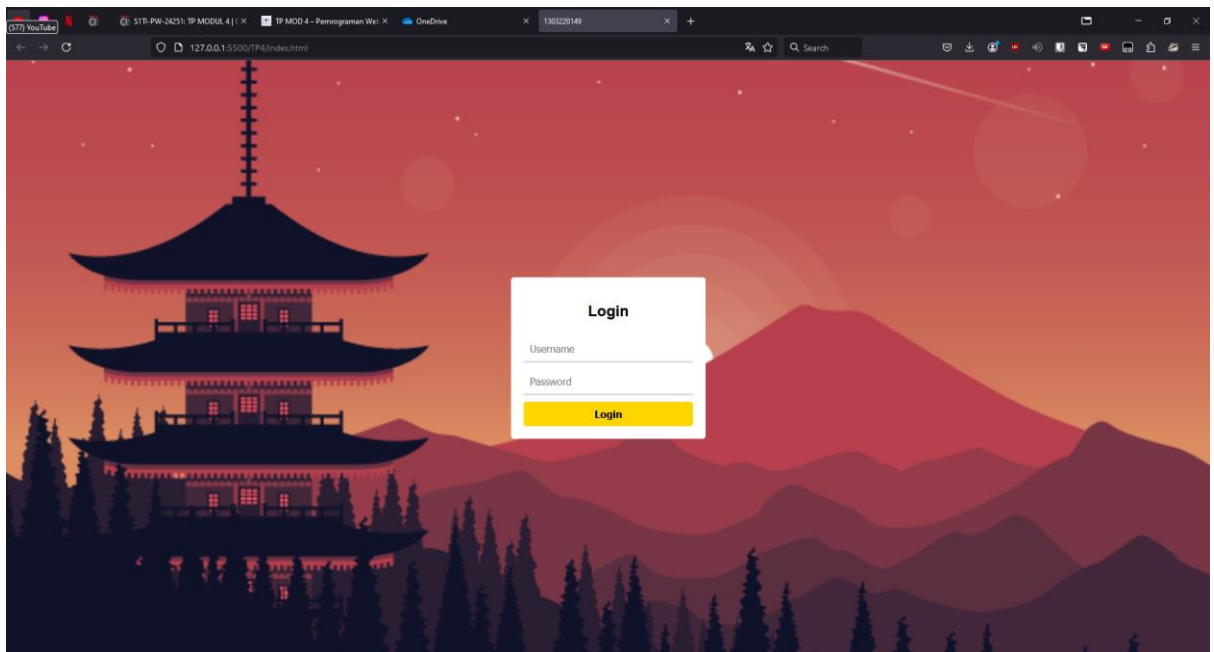 S1TI-PW-24251: TP MODUL 4 | C
TP MOD 4 – Pemrograman Web
OneDrive
1303220149
(577) YouTube
127.0.0.1:5500/TP4/index.html
Search
Login
Username
Password
Login